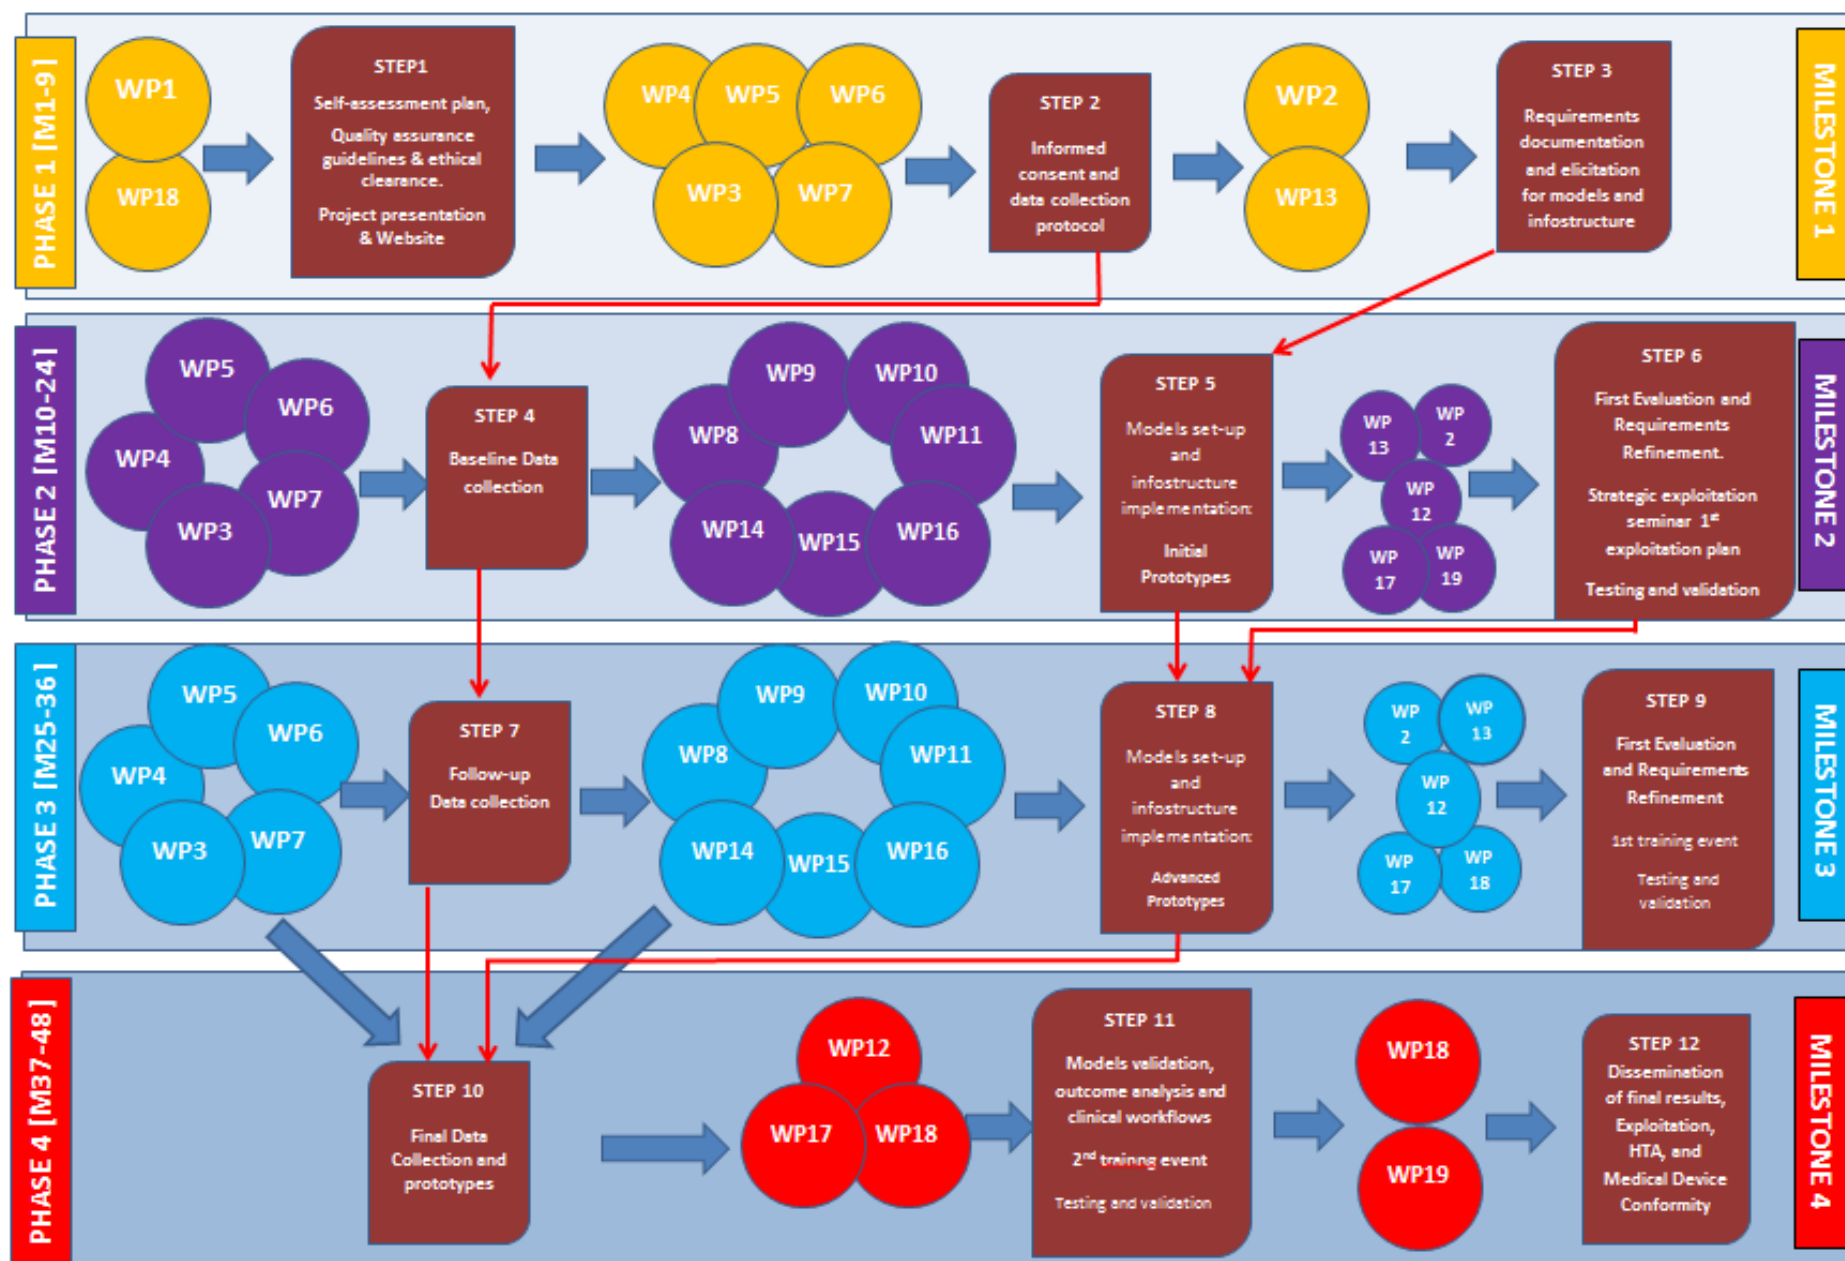 PHASE 1 [M1-9]
WP1
WP18
STEP1
Self-assessment plan,
Quality assurance
guidelines & ethical
clearance.
Project presentation
& Website
WP4
WP5
WP6
WP3
WP7
STEP 2
Informed
consent and
data collection
protocol
WP2
WP13
STEP 3
Requirements
documentation
and elicitation
for models and
infostructure
MILESTONE 1
PHASE 2 [M10-24]
WP5
WP6
WP4
WP7
WP3
STEP 4
Baseline Data
collection
WP9
WP10
WP8
WP11
WP14
WP15
WP16
STEP 5
Models set-up
and
infostructure
implementation:
Initial
Prototypes
WP
13
WP
2
WP
12
WP
17
WP
19
STEP 6
First Evaluation and
Requirements
Refinement.
Strategic exploitation
seminar 1st
exploitation plan
Testing and validation
MILESTONE 2
PHASE 3 [M25-36]
WP5
WP6
WP4
WP3
WP7
STEP 7
Follow-up
Data collection
WP9
WP10
WP8
WP11
WP14
WP15
WP16
STEP 8
Models set-up
and
infostructure
implementation:
Advanced
Prototypes
WP
2
WP
13
WP
12
WP
17
WP
18
STEP 9
First Evaluation
and Requirements
Refinement
1st training event
Testing and
validation
MILESTONE 3
PHASE 4 [M37-48]
STEP 10
Final Data
Collection and
prototypes
WP12
WP17
WP18
STEP 11
Models validation,
outcome analysis and
clinical workflows
2nd trainng event
Testing and validation
WP18
WP19
STEP 12
Dissemination
of final results,
Exploitation,
HTA, and
Medical Device
Conformity
MILESTONE 4